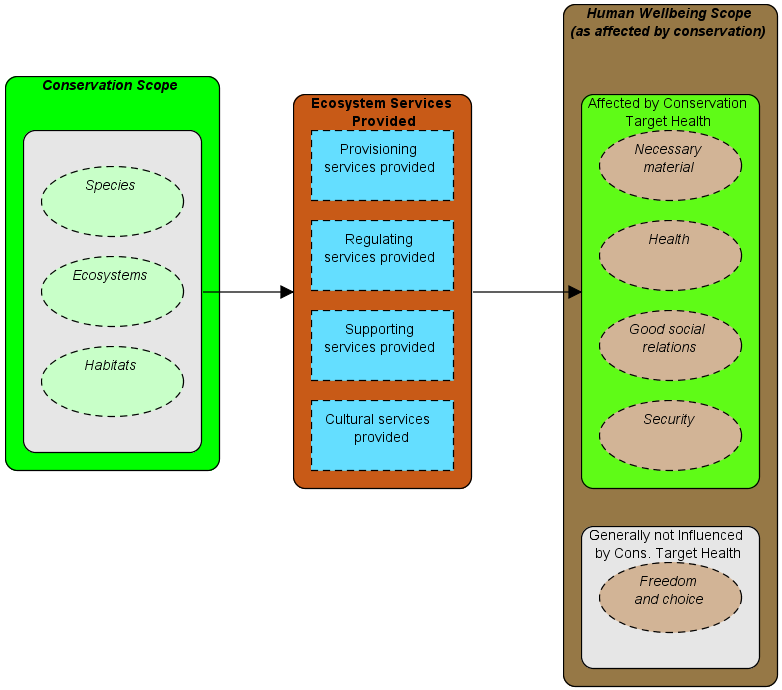 Conservation Scope
Species
Ecosystems
Habitats
Ecosystem Services
Provided
Provisioning
services provided
Regulating
services provided
Supporting
services provided
Cultural services
provided
Human Wellbeing Scope
(as affected by conservation)
Affected by Conservation
Target Health
Necessary
material
Health
Good social
relations
Security
Generally not Influenced
by Cons. Target Health
Freedom
and choice